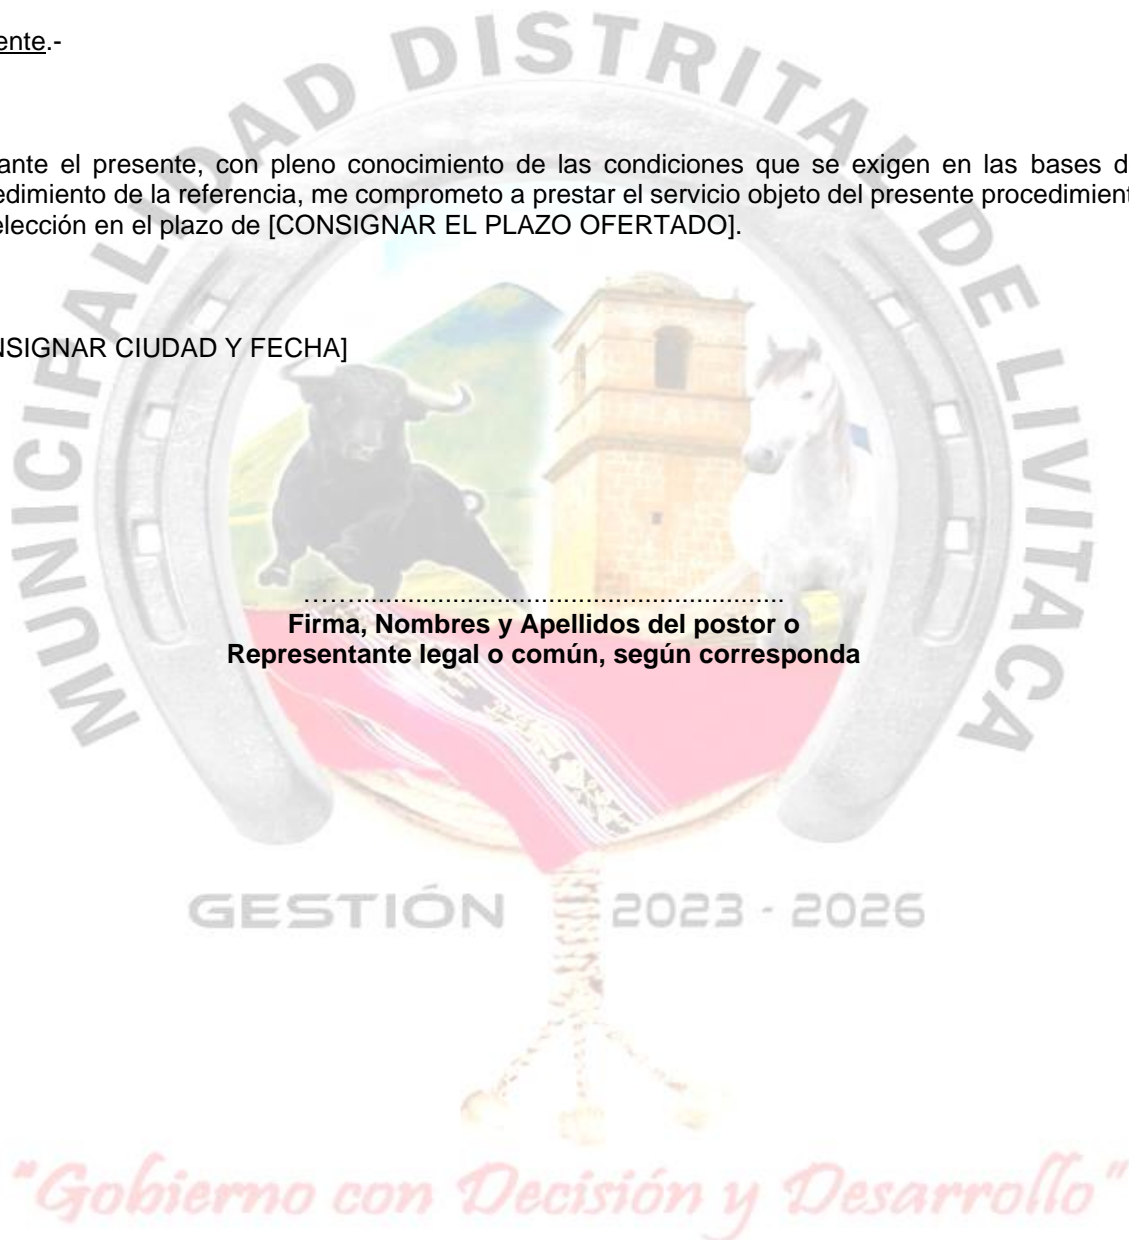 ente.-
ante el presente, con pleno conocimiento de las condiciones que se exigen en las bases d
edimiento de la referencia, me comprometo a prestar el servicio objeto del presente procedimient
elección en el plazo de [CONSIGNAR EL PLAZO OFERTADO].
NSIGNAR CIUDAD Y FECHA]
MUNICIPALIDAD DISTRITAL DE LIVITACA
……..........................................................
Firma, Nombres y Apellidos del postor o
Representante legal o común, según corresponda
GESTIÓN 2023 - 2026
"Gobierno con Decisión y Desarrollo"